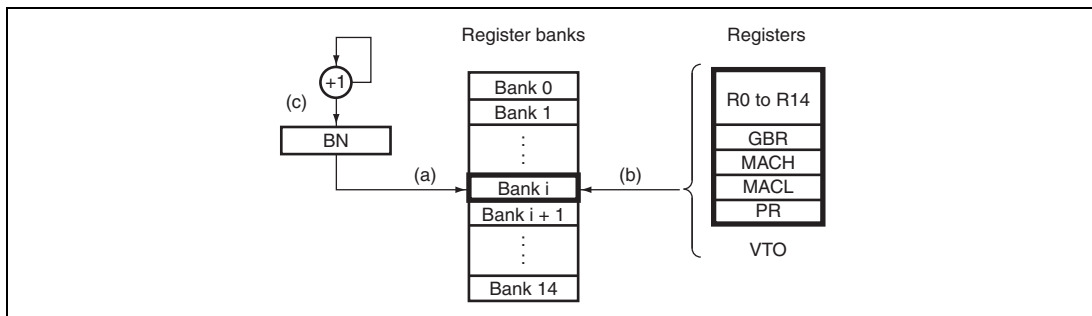 Register banks
Registers
+1
(c)
BN
(a)
Bank 0
Bank 1
⋮
⋮
Bank i
Bank i + 1
⋮
⋮
Bank 14
(b)
R0 to R14
GBR
MACH
MACL
PR
VTO